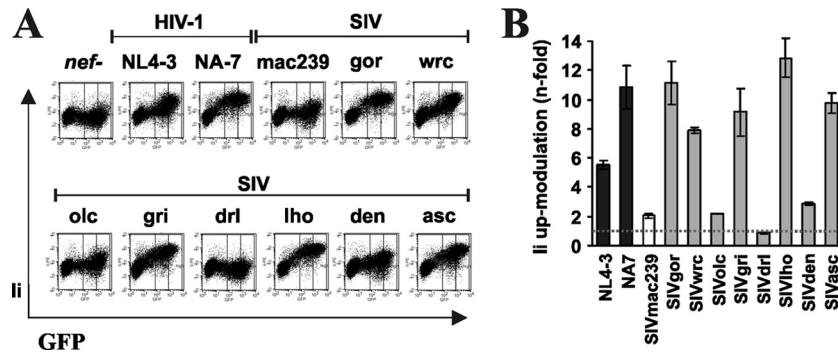 A
HIV-1 SIV
nef- NL4-3 NA-7 mac239 gor wrc
SIV
olc gri drl lho den asc
Ii
GFP
B
Ii up-modulation (n-fold)
14
12
10
8
6
4
2
0
NL4-3
NA7
SIVmac239
SIVgor
SIVwrc
SIVolc
SIVgri
SIVdrl
SIVlho
SIVden
SIVasc